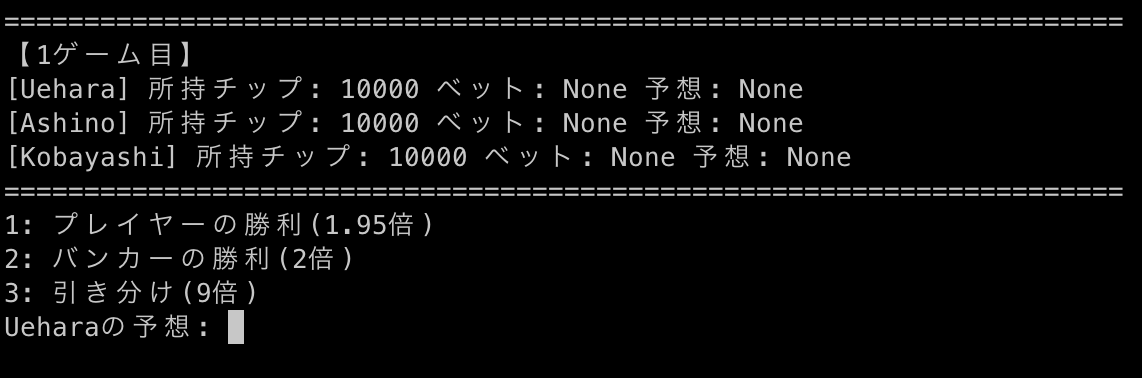 ======================================================================
【1ゲーム目】
[Uehara] 所持チップ: 10000 ベット: None 予想: None
[Ashino] 所持チップ: 10000 ベット: None 予想: None
[Kobayashi] 所持チップ: 10000 ベット: None 予想: None
======================================================================
1: プレイヤーの勝利(1.95倍)
2: バンカーの勝利(2倍)
3: 引き分け(9倍)
Ueharaの予想: